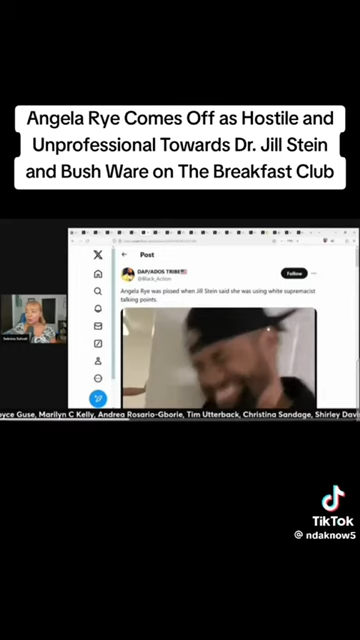 Angela Rye Comes Off as Hostile and
Unprofessional Towards Dr. Jill Stein
and Bush Ware on The Breakfast Club
Post
DAP/ADOS TRIBE🇺🇸
@Black_Action
Follow
Angela Rye was pissed when Jill Stein said she was using white supremacist
talking points.
oyce Guse, Marilyn C Kelly, Andrea Rosario-Gborie, Tim Utterback, Christina Sandage, Shirley Davi
TikTok
@ ndaknow5